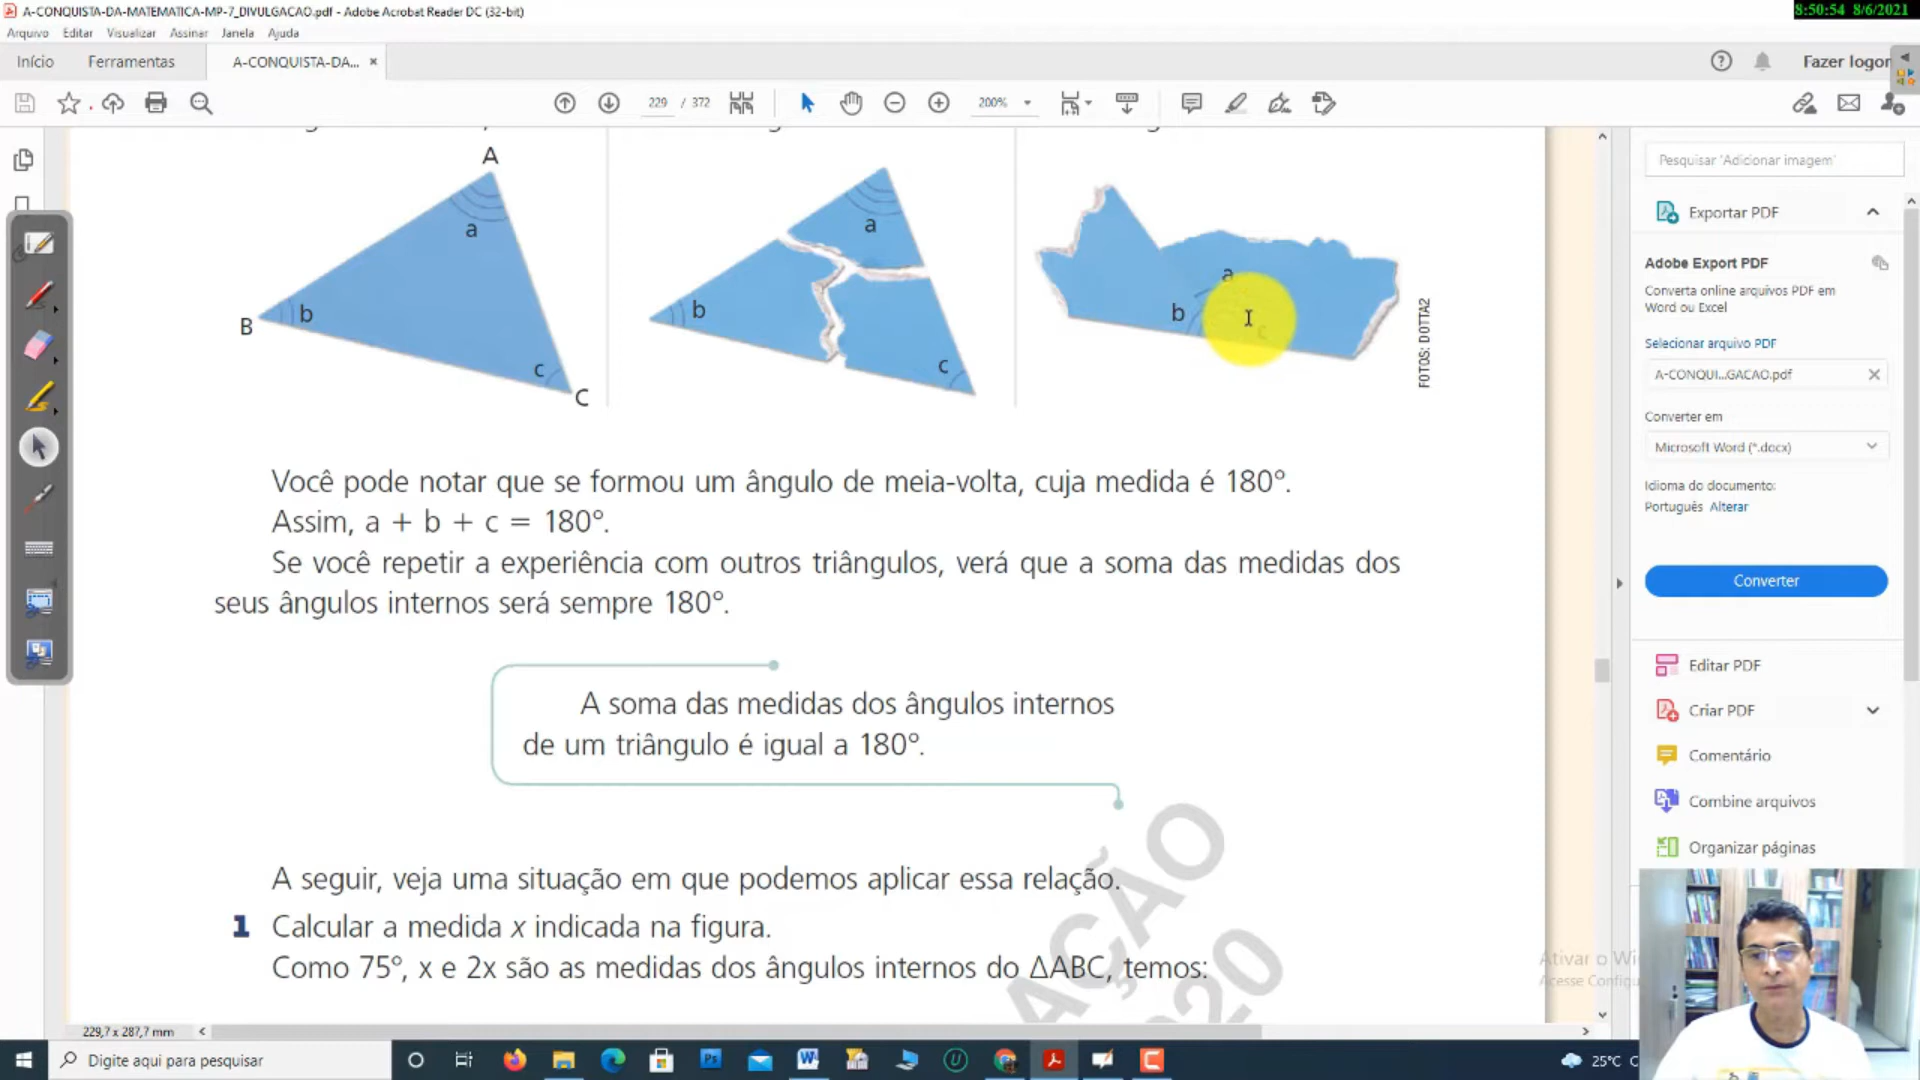 A-CONQUISTA-DA-MATEMATICA-MP-7_DIVULGACAO.pdf - Adobe Acrobat Reader DC (32-bit)
8:50:54 8/6/2021
Arquivo Editar Visualizar Assinar Janela Ajuda
Início Ferramentas A-CONQUISTA-DA... ×
Fazer logon
229 / 372
200%
Pesquisar 'Adicionar imagem'
Exportar PDF
Adobe Export PDF
Converta online arquivos PDF em
Word ou Excel
Selecionar arquivo PDF
A-CONQUI...GACAO.pdf
Converter em
Microsoft Word (*.docx)
Idioma do documento:
Português Alterar
Converter
Editar PDF
Criar PDF
Comentário
Combine arquivos
Organizar páginas
A
a
B
b
c
C
a
b
c
a
b
c
FOTOS: DOTTA2
Você pode notar que se formou um ângulo de meia-volta, cuja medida é 180°.
Assim, a + b + c = 180°.
Se você repetir a experiência com outros triângulos, verá que a soma das medidas dos
seus ângulos internos será sempre 180°.
A soma das medidas dos ângulos internos
de um triângulo é igual a 180°.
A seguir, veja uma situação em que podemos aplicar essa relação.
1 Calcular a medida x indicada na figura.
Como 75°, x e 2x são as medidas dos ângulos internos do ΔABC, temos:
AÇÃO
2020
Ativar o Wi
Acesse Configu
229,7 x 287,7 mm
Digite aqui para pesquisar
25°C